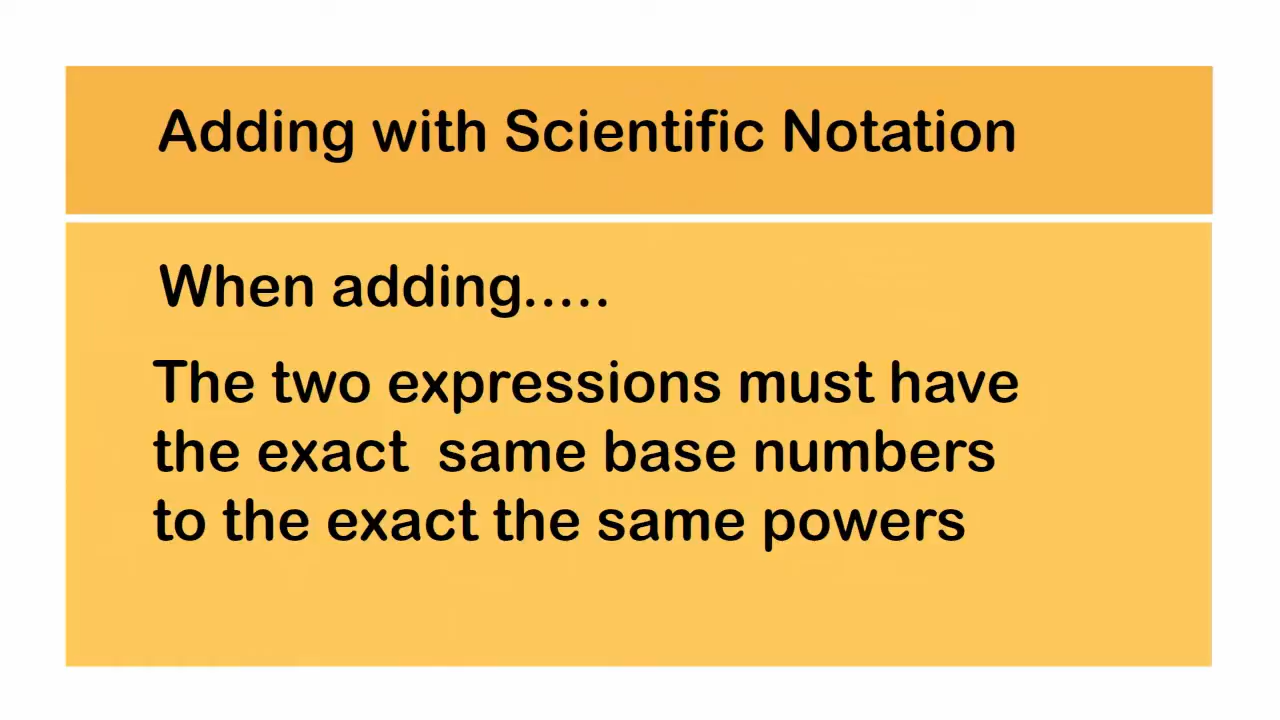 Adding with Scientific Notation
When adding.....
The two expressions must have
the exact same base numbers
to the exact the same powers